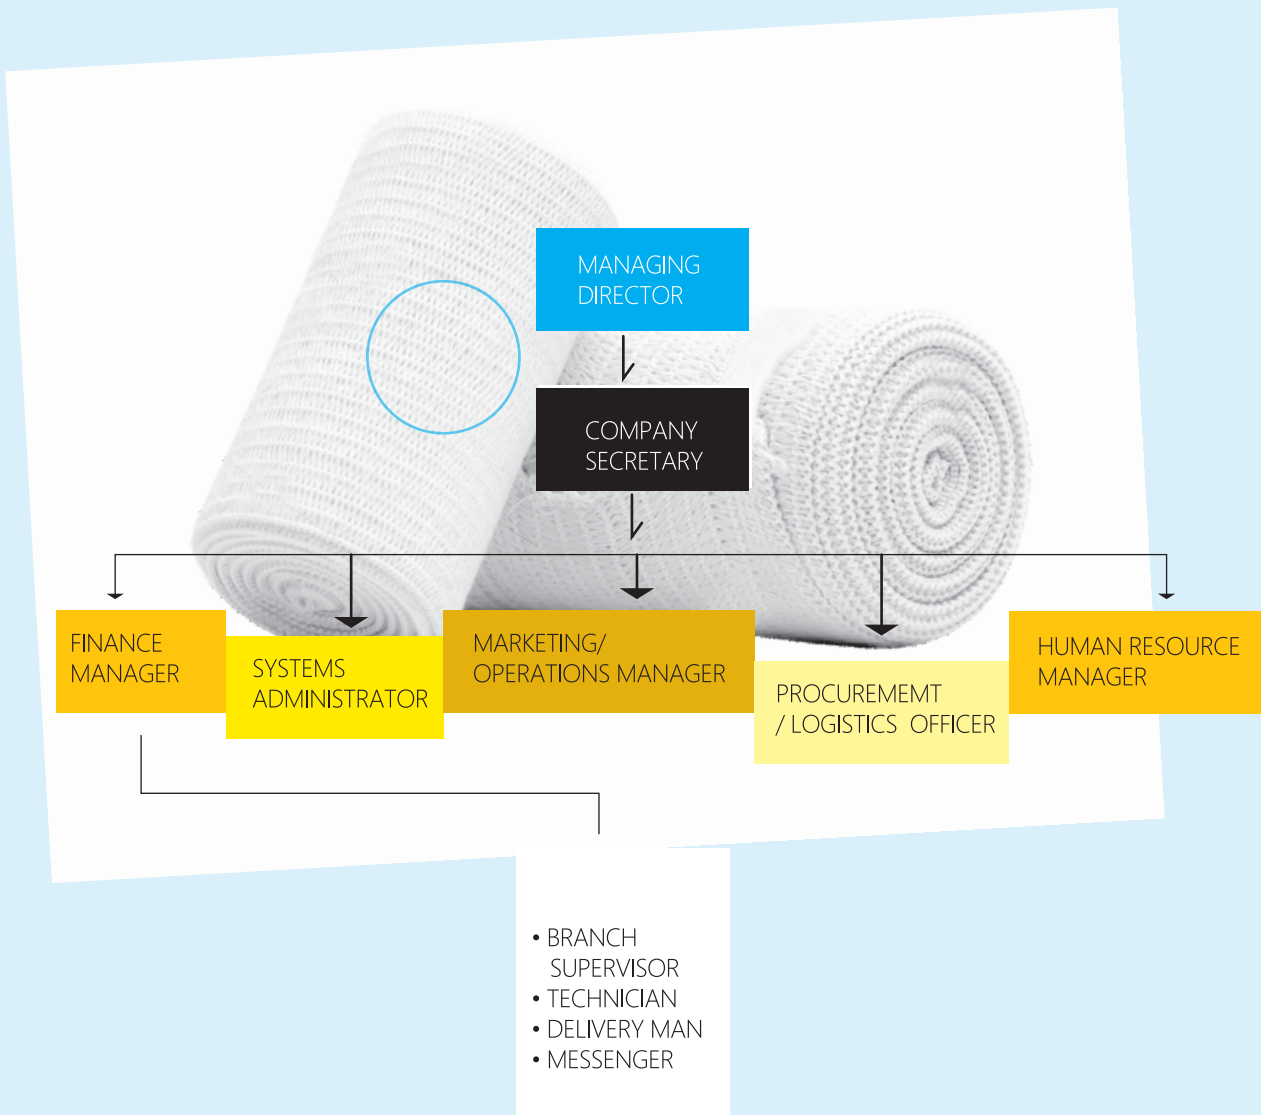 MANAGING
DIRECTOR
COMPANY
SECRETARY
FINANCE
MANAGER
SYSTEMS
ADMINISTRATOR
MARKETING/
OPERATIONS MANAGER
PROCUREMEMT
/ LOGISTICS OFFICER
HUMAN RESOURCE
MANAGER
• BRANCH
SUPERVISOR
• TECHNICIAN
• DELIVERY MAN
• MESSENGER